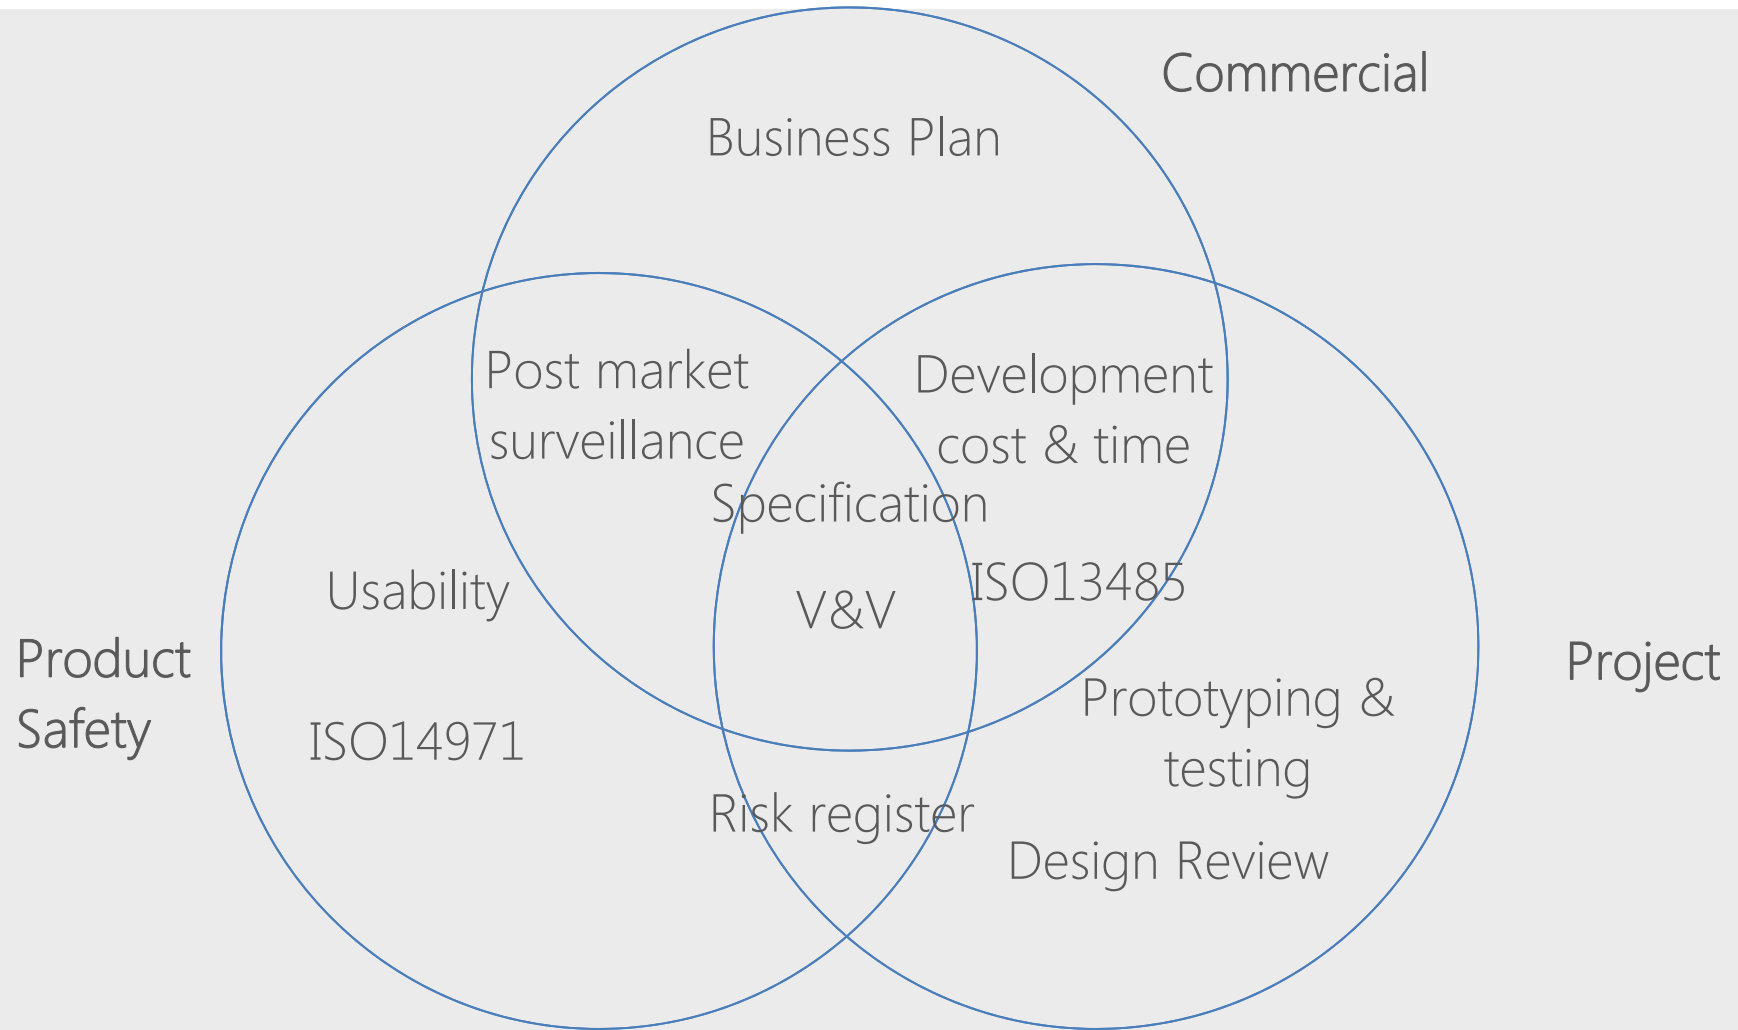 Commercial
Business Plan
Post market
surveillance
Development
cost & time
Specification
ISO13485
Usability
V&V
Product
Safety
Project
Prototyping &
testing
ISO14971
Risk register
Design Review